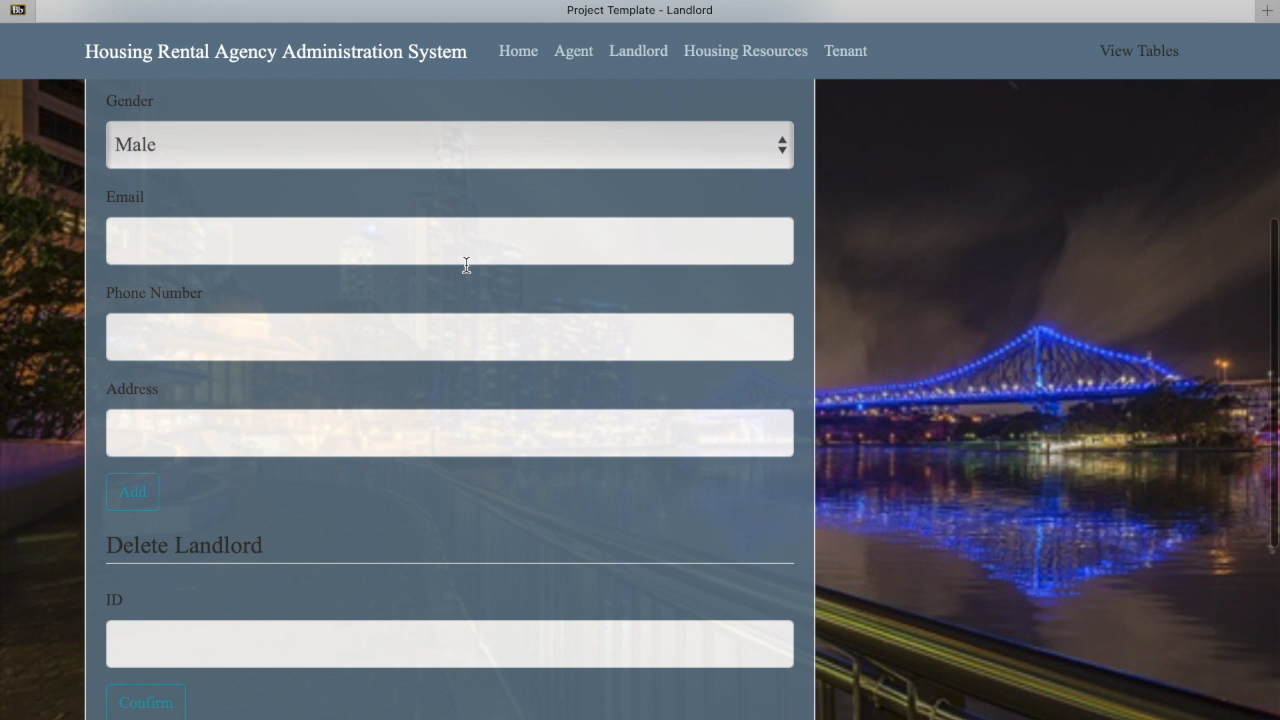 Bb
Project Template - Landlord
Housing Rental Agency Administration System Home Agent Landlord Housing Resources Tenant View Tables
Gender
Male
Email
Phone Number
Address
Add
Delete Landlord
ID
Confirm